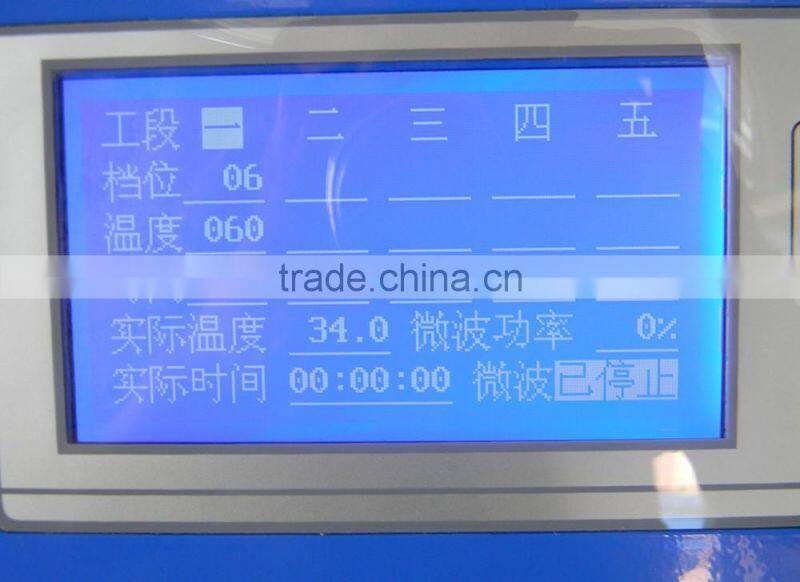 工段 一 二 三 四 五
档位 06
温度 060
trade.china.cn
实际温度 34.0 微波功率 0%
实际时间 00:00:00 微波已停止